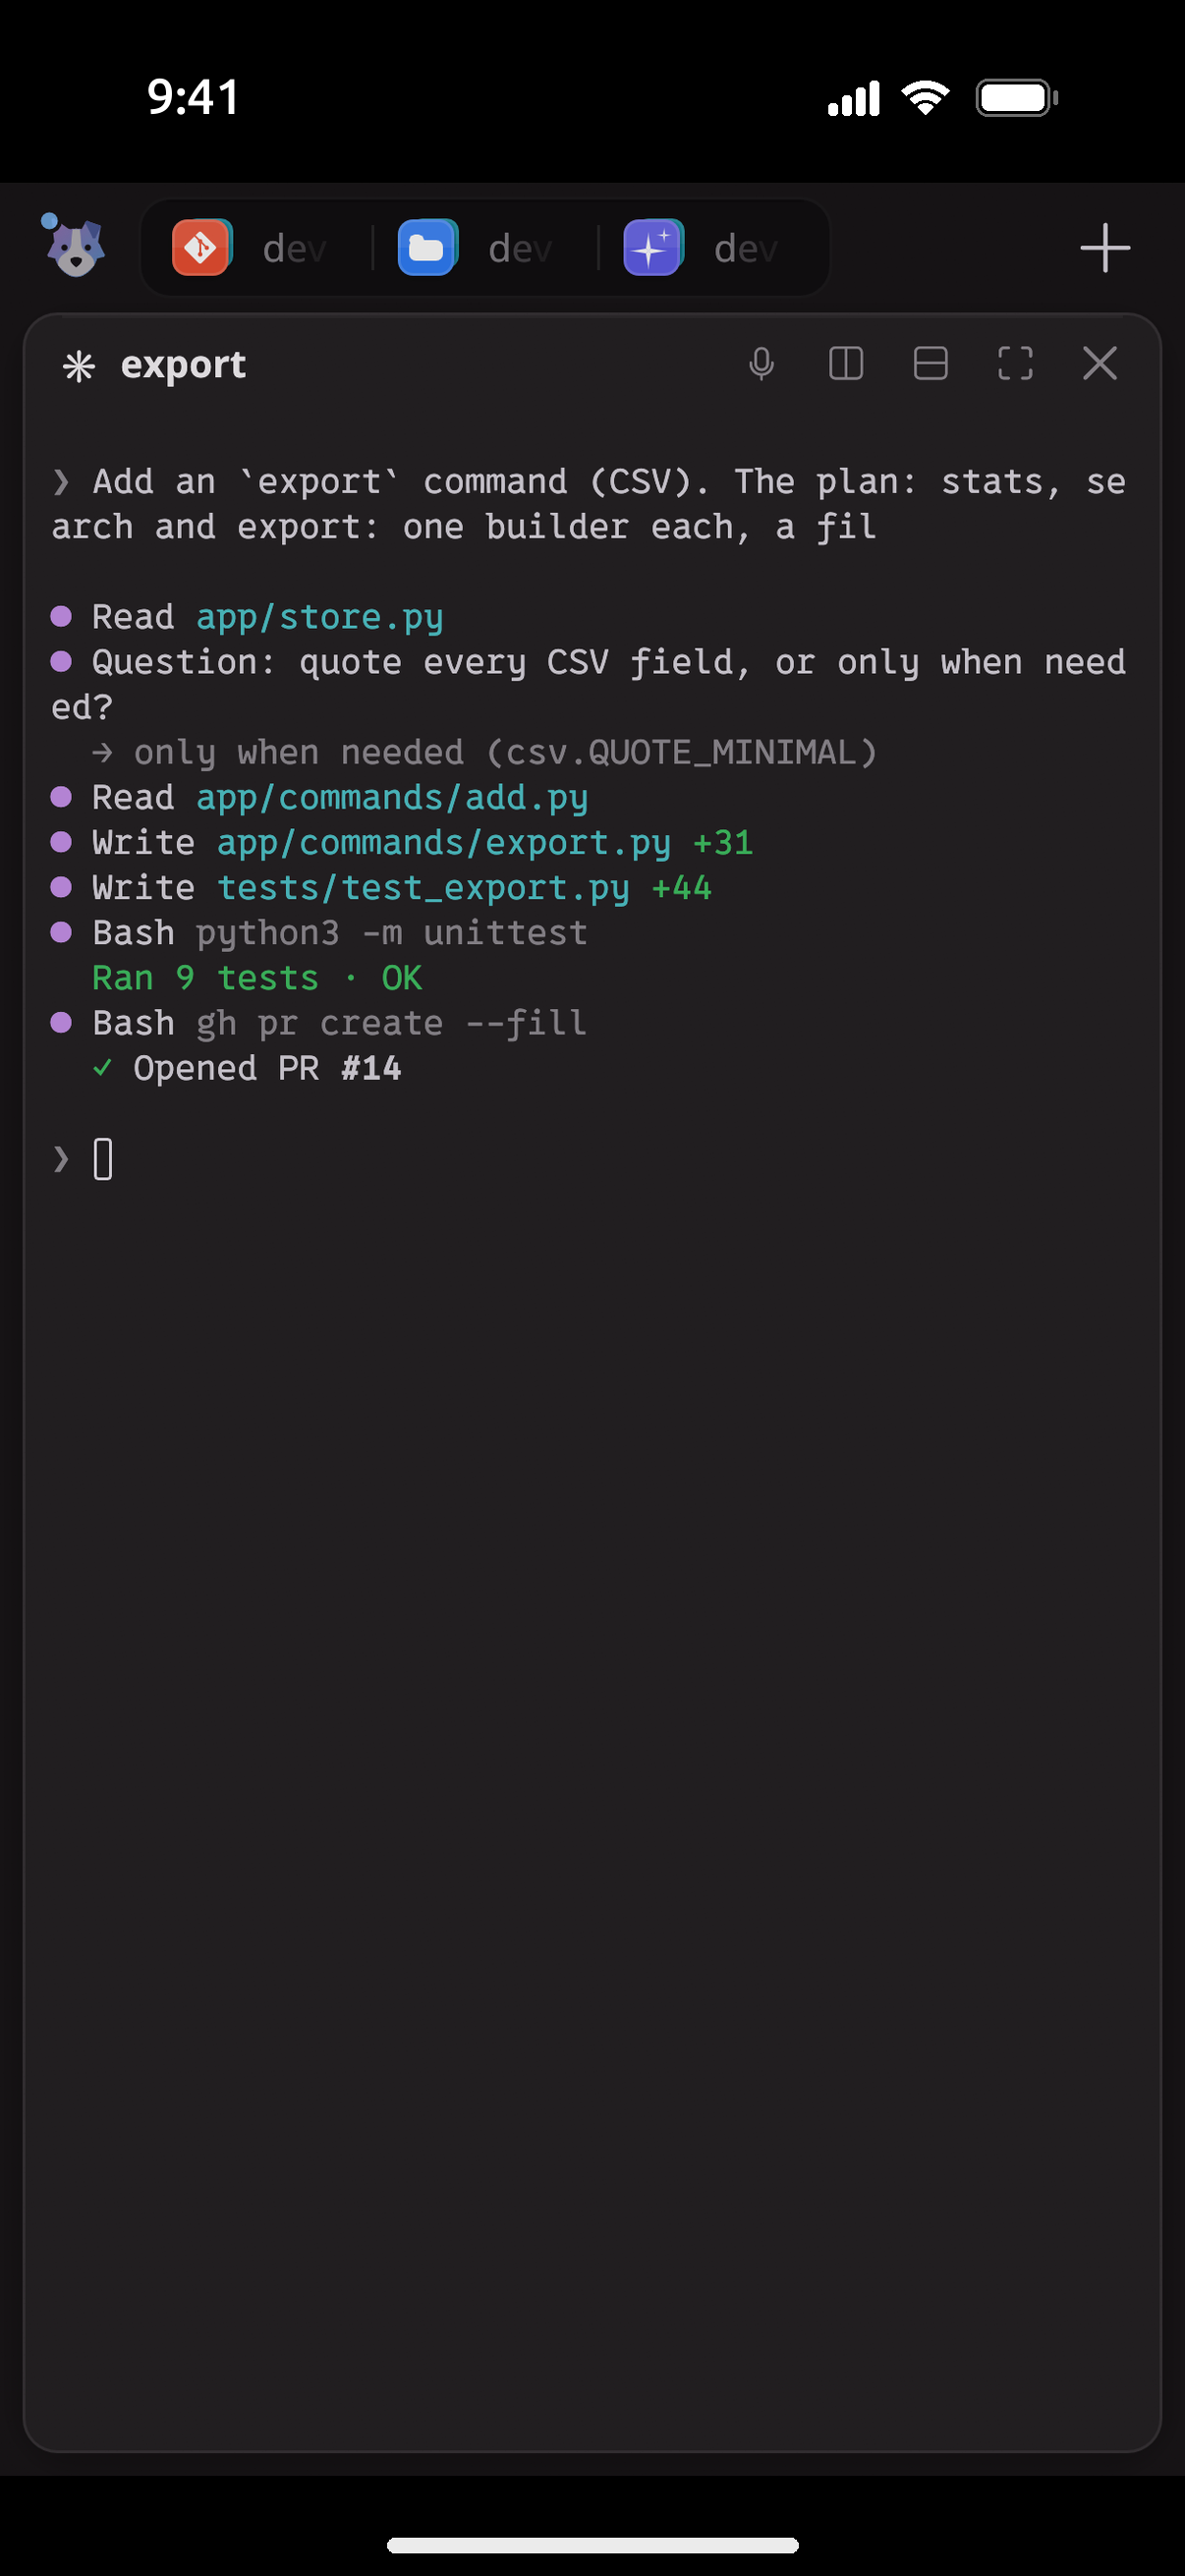 9:41
dev dev dev
export
❯ Add an `export` command (CSV). The plan: stats, se
arch and export: one builder each, a fil
● Read app/store.py
● Question: quote every CSV field, or only when need
ed?
→ only when needed (csv.QUOTE_MINIMAL)
● Read app/commands/add.py
● Write app/commands/export.py +31
● Write tests/test_export.py +44
● Bash python3 -m unittest
Ran 9 tests · OK
● Bash gh pr create --fill
✓ Opened PR #14
❯